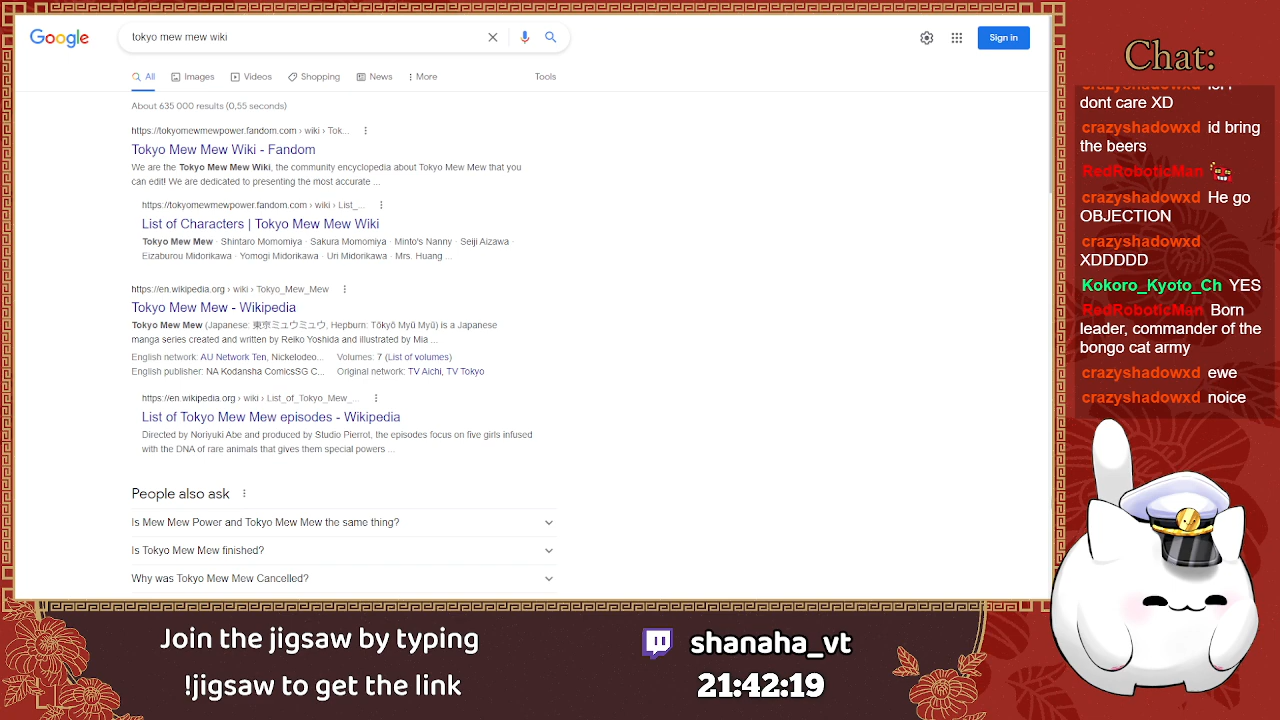 Google
tokyo mew mew wiki
Sign in
All
Images
Videos
Shopping
News
More
Tools
About 635 000 results (0,55 seconds)
https://tokyomewmewpower.fandom.com › wiki › Tok...
Tokyo Mew Mew Wiki - Fandom
We are the Tokyo Mew Mew Wiki, the community encyclopedia about Tokyo Mew Mew that you
can edit! We are dedicated to presenting the most accurate ...
https://tokyomewmewpower.fandom.com › wiki › List_...
List of Characters | Tokyo Mew Mew Wiki
Tokyo Mew Mew · Shintaro Momomiya · Sakura Momomiya · Minto's Nanny · Seiji Aizawa ·
Eizaburou Midorikawa · Yomogi Midorikawa · Uri Midorikawa · Mrs. Huang ...
https://en.wikipedia.org › wiki › Tokyo_Mew_Mew
Tokyo Mew Mew - Wikipedia
Tokyo Mew Mew (Japanese: 東京ミュウミュウ, Hepburn: Tōkyō Myū Myū) is a Japanese
manga series created and written by Reiko Yoshida and illustrated by Mia ...
English network: AU Network Ten, Nickelodeo... Volumes: 7 (List of volumes)
English publisher: NA Kodansha ComicsSG C... Original network: TV Aichi, TV Tokyo
https://en.wikipedia.org › wiki › List_of_Tokyo_Mew_...
List of Tokyo Mew Mew episodes - Wikipedia
Directed by Noriyuki Abe and produced by Studio Pierrot, the episodes focus on five girls infused
with the DNA of rare animals that gives them special powers ...
People also ask
Is Mew Mew Power and Tokyo Mew Mew the same thing?
Is Tokyo Mew Mew finished?
Why was Tokyo Mew Mew Cancelled?
Chat:
dont care XD
crazyshadowxd id bring
the beers
RedRoboticMan
crazyshadowxd He go
OBJECTION
crazyshadowxd
XDDDDD
Kokoro_Kyoto_Ch YES
RedRoboticMan Born
leader, commander of the
bongo cat army
crazyshadowxd ewe
crazyshadowxd noice
Join the jigsaw by typing
!jigsaw to get the link
shanaha_vt
21:42:19